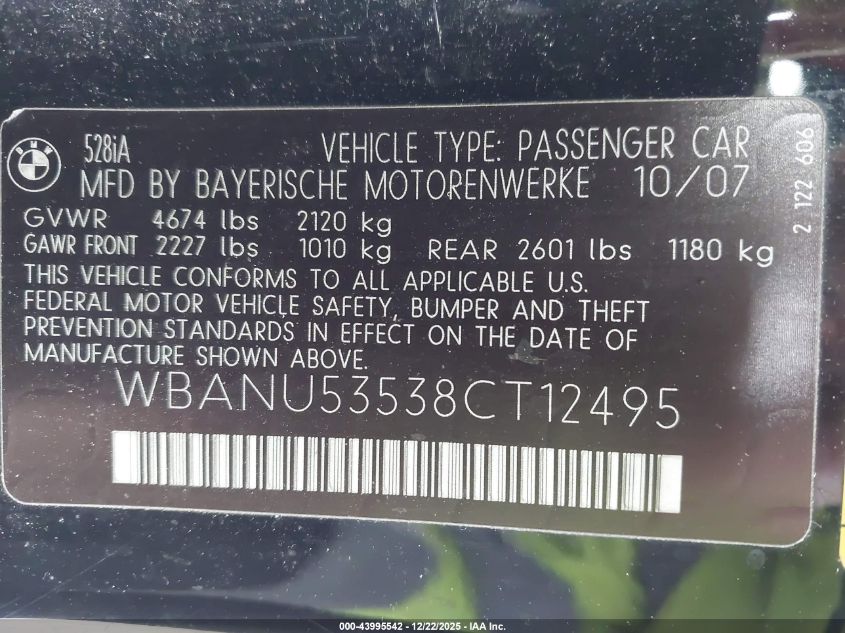 BMW
528iA
VEHICLE TYPE: PASSENGER CAR
MFD BY BAYERISCHE MOTORENWERKE 10/07
GVWR 4674 lbs 2120 kg
GAWR FRONT 2227 lbs 1010 kg REAR 2601 lbs 1180 kg
THIS VEHICLE CONFORMS TO ALL APPLICABLE U.S.
FEDERAL MOTOR VEHICLE SAFETY, BUMPER AND THEFT
PREVENTION STANDARDS IN EFFECT ON THE DATE OF
MANUFACTURE SHOWN ABOVE.
WBANU53538CT12495
2 122 606
000-43995542 - 12/22/2025 - IAA Inc.